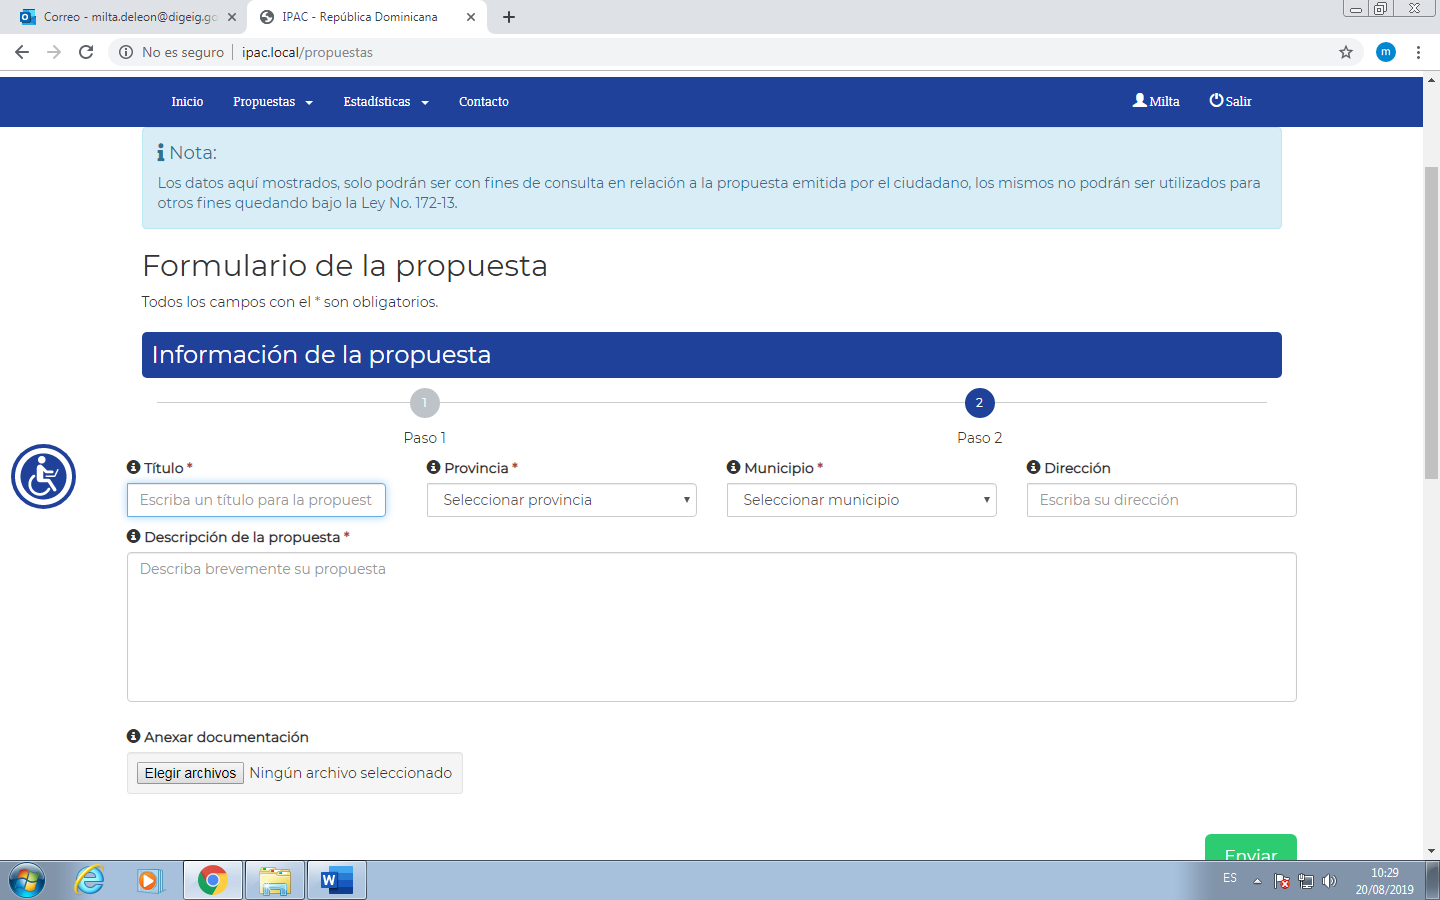 Correo - milta.deleon@digeig.go
IPAC - República Dominicana
No es seguro
ipac.local/propuestas
m
Inicio
Propuestas
Estadísticas
Contacto
Milta
Salir
Nota:
Los datos aquí mostrados, solo podrán ser con fines de consulta en relación a la propuesta emitida por el ciudadano, los mismos no podrán ser utilizados para
otros fines quedando bajo la Ley No. 172-13.
Formulario de la propuesta
Todos los campos con el * son obligatorios.
Información de la propuesta
1
2
Paso 1
Paso 2
Título *
Provincia *
Municipio *
Dirección
Escriba un título para la propuest
Seleccionar provincia
Seleccionar municipio
Escriba su dirección
Descripción de la propuesta *
Describa brevemente su propuesta
Anexar documentación
Elegir archivos
Ningún archivo seleccionado
Enviar
ES
10:29
20/08/2019